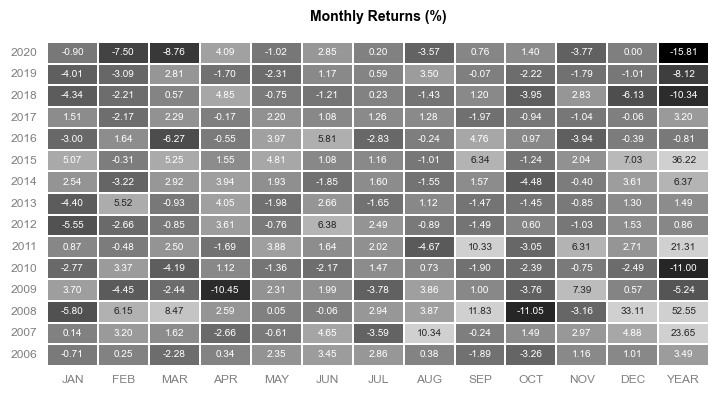 Monthly Returns (%)
2020 -0.90 -7.50 -8.76 4.09 -1.02 2.85 0.20 -3.57 0.76 1.40 -3.77 0.00 -15.81
2019 -4.01 -3.09 2.81 -1.70 -2.31 1.17 0.59 3.50 -0.07 -2.22 -1.79 -1.01 -8.12
2018 -4.34 -2.21 0.57 4.85 -0.75 -1.21 0.23 -1.43 1.20 -3.95 2.83 -6.13 -10.34
2017 1.51 -2.17 2.29 -0.17 2.20 1.08 1.26 1.28 -1.97 -0.94 -1.04 -0.06 3.20
2016 -3.00 1.64 -6.27 -0.55 3.97 5.81 -2.83 -0.24 4.76 0.97 -3.94 -0.39 -0.81
2015 5.07 -0.31 5.25 1.55 4.81 1.08 1.16 -1.01 6.34 -1.24 2.04 7.03 36.22
2014 2.54 -3.22 2.92 3.94 1.93 -1.85 1.60 -1.55 1.57 -4.48 -0.40 3.61 6.37
2013 -4.40 5.52 -0.93 4.05 -1.98 2.66 -1.65 1.12 -1.47 -1.45 -0.85 1.30 1.49
2012 -5.55 -2.66 -0.85 3.61 -0.76 6.38 2.49 -0.89 -1.49 0.60 -1.03 1.53 0.86
2011 0.87 -0.48 2.50 -1.69 3.88 1.64 2.02 -4.67 10.33 -3.05 6.31 2.71 21.31
2010 -2.77 3.37 -4.19 1.12 -1.36 -2.17 1.47 0.73 -1.90 -2.39 -0.75 -2.49 -11.00
2009 3.70 -4.45 -2.44 -10.45 2.31 1.99 -3.78 3.86 1.00 -3.76 7.39 0.57 -5.24
2008 -5.80 6.15 8.47 2.59 0.05 -0.06 2.94 3.87 11.83 -11.05 -3.16 33.11 52.55
2007 0.14 3.20 1.62 -2.66 -0.61 4.65 -3.59 10.34 -0.24 1.49 2.97 4.88 23.65
2006 -0.71 0.25 -2.28 0.34 2.35 3.45 2.86 0.38 -1.89 -3.26 1.16 1.01 3.49
JAN FEB MAR APR MAY JUN JUL AUG SEP OCT NOV DEC YEAR